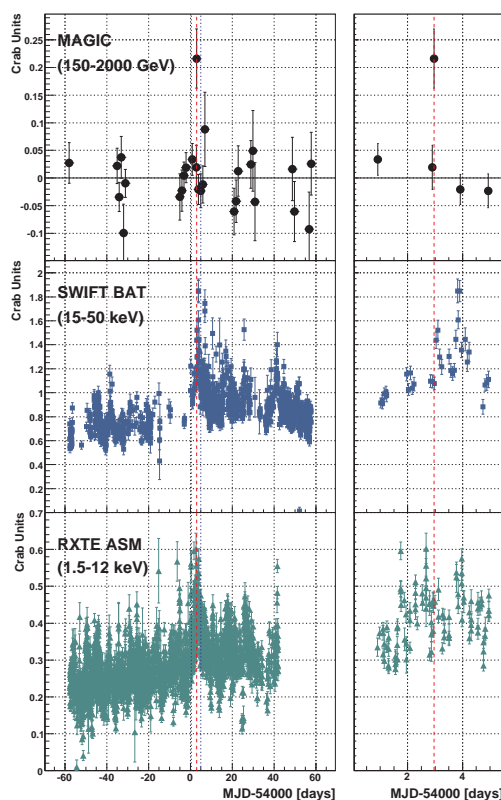 Crab Units
0.25
0.2
0.15
0.1
0.05
0
-0.05
-0.1
MAGIC
(150-2000 GeV)
Crab Units
2
1.8
1.6
1.4
1.2
1
0.8
0.6
0.4
0.2
SWIFT BAT
(15-50 keV)
Crab Units
0.7
0.6
0.5
0.4
0.3
0.2
0.1
0
RXTE ASM
(1.5-12 keV)
-60 -40 -20 0 20 40 60
MJD-54000 [days]
2 4
MJD-54000 [days]